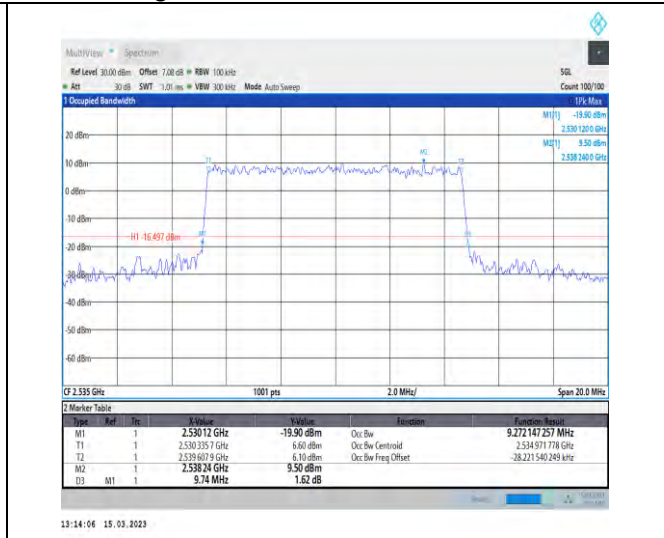 MultiView Spectrum
Ref Level 30.00 dBm Offset 7.08 dB RBW 100 kHz SGL
Att 30 dB SWT 1.01 ms VBW 300 kHz Mode Auto Sweep Count 100/100
1 Occupied Bandwidth 1Pk Max
M1[1] -19.90 dBm
2.530 120 0 GHz
M2[1] 9.50 dBm
2.538 240 0 GHz
20 dBm
10 dBm
0 dBm
-10 dBm
H1 -16.497 dBm
-20 dBm
-30 dBm
-40 dBm
-50 dBm
-60 dBm
T1
M2
T2
M1
CF 2.535 GHz 1001 pts 2.0 MHz/ Span 20.0 MHz
2 Marker Table
Type Ref Trc X-Value Y-Value Function Function Result
M1 1 2.53012 GHz -19.90 dBm Occ Bw 9.272 147 257 MHz
T1 1 2.530 335 7 GHz 6.60 dBm Occ Bw Centroid 2.534 971 778 GHz
T2 1 2.539 607 9 GHz 6.10 dBm Occ Bw Freq Offset -28.221 540 249 kHz
M2 1 2.53824 GHz 9.50 dBm
D3 M1 1 9.74 MHz 1.62 dB
13:14:06 15.03.2023